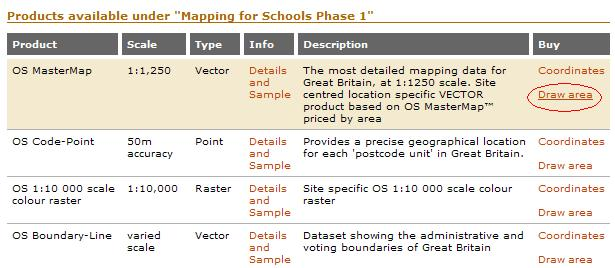 Products available under "Mapping for Schools Phase 1"
Product Scale Type Info Description Buy
OS MasterMap 1:1,250 Vector Details and Sample The most detailed mapping data for Great Britain, at 1:1250 scale. Site centred location specific VECTOR product based on OS MasterMap™ priced by area Coordinates Draw area
OS Code-Point 50m accuracy Point Details and Sample Provides a precise geographical location for each 'postcode unit' in Great Britain. Coordinates Draw area
OS 1:10 000 scale colour raster 1:10,000 Raster Details and Sample Site specific OS 1:10 000 scale colour raster Coordinates Draw area
OS Boundary-Line varied scale Vector Details and Sample Dataset showing the administrative and voting boundaries of Great Britain Coordinates Draw area